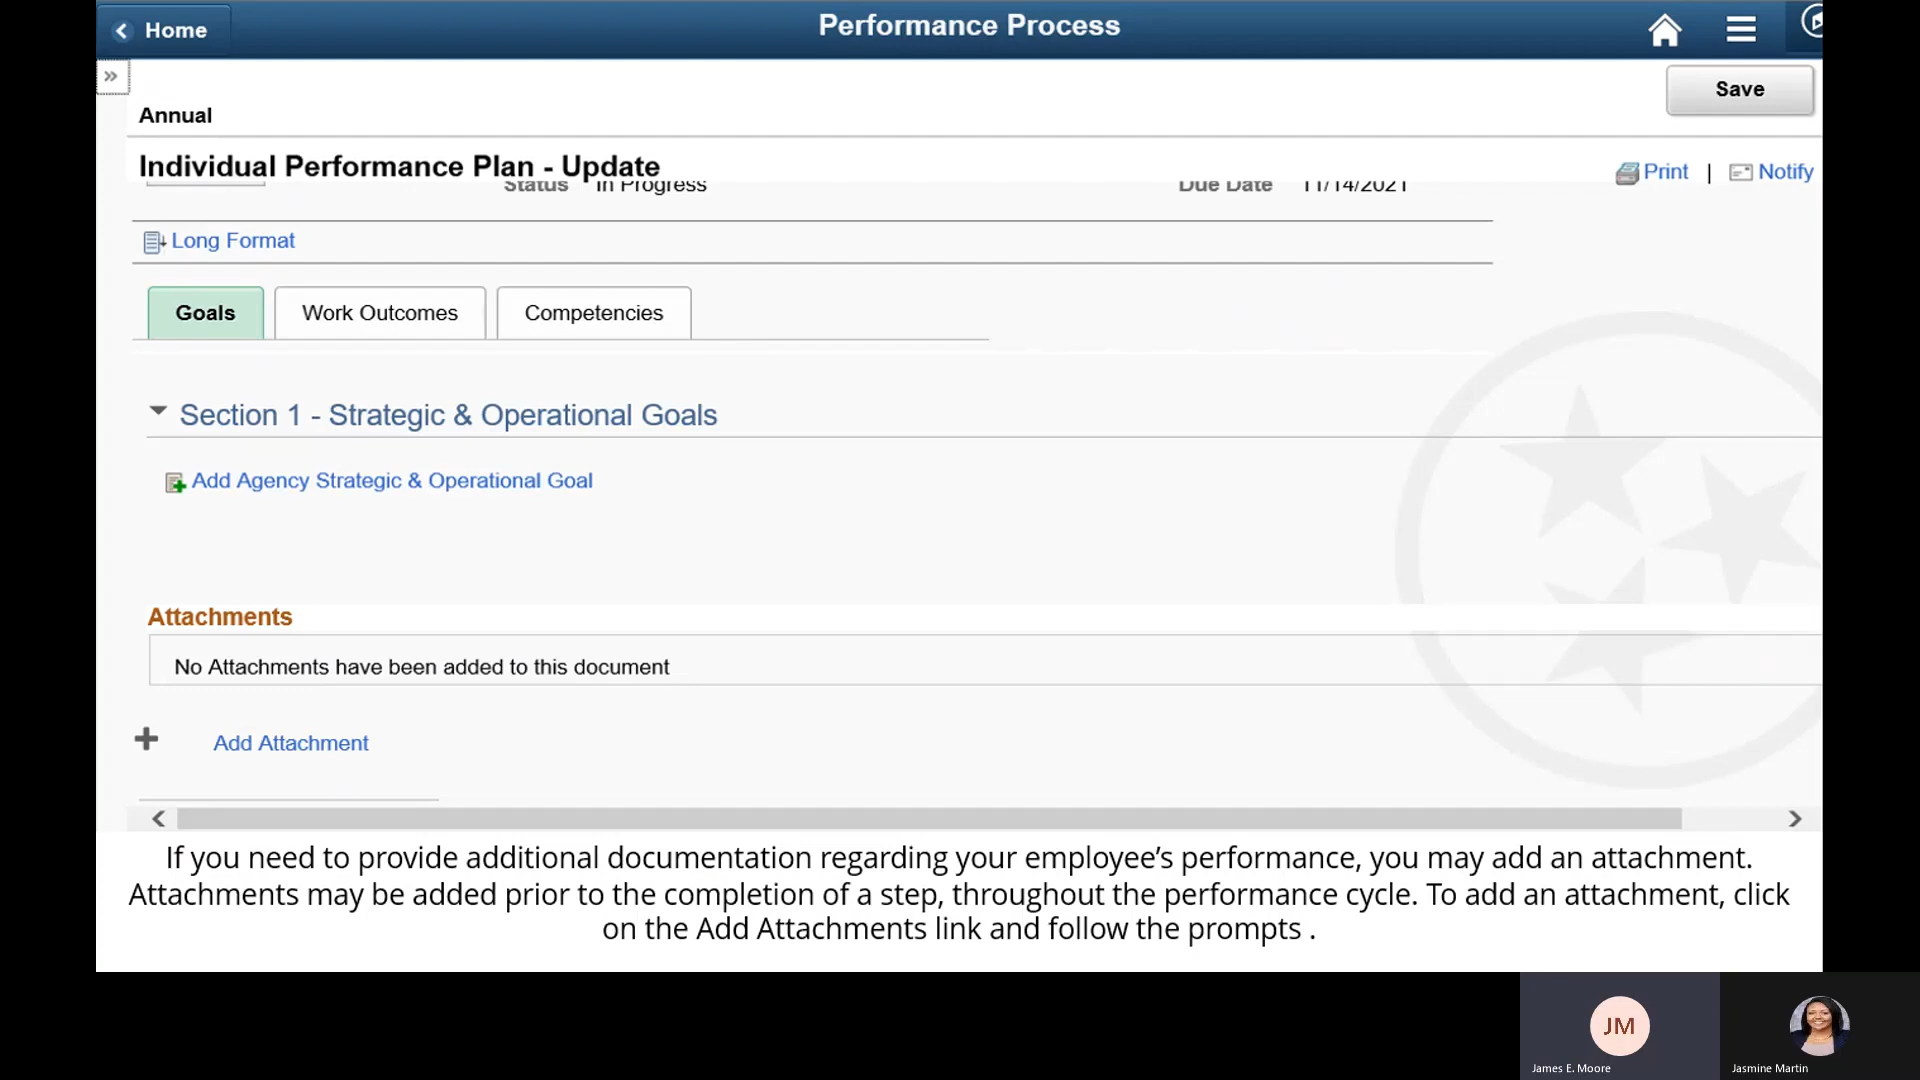 Home
Performance Process
»
Save
Annual
Individual Performance Plan - Update
Print | Notify
Status In Progress Due Date 11/14/2021
Long Format
Goals Work Outcomes Competencies
Section 1 - Strategic & Operational Goals
Add Agency Strategic & Operational Goal
Attachments
No Attachments have been added to this document
Add Attachment
If you need to provide additional documentation regarding your employee’s performance, you may add an attachment.
Attachments may be added prior to the completion of a step, throughout the performance cycle. To add an attachment, click
on the Add Attachments link and follow the prompts .
JM
James E. Moore
Jasmine Martin